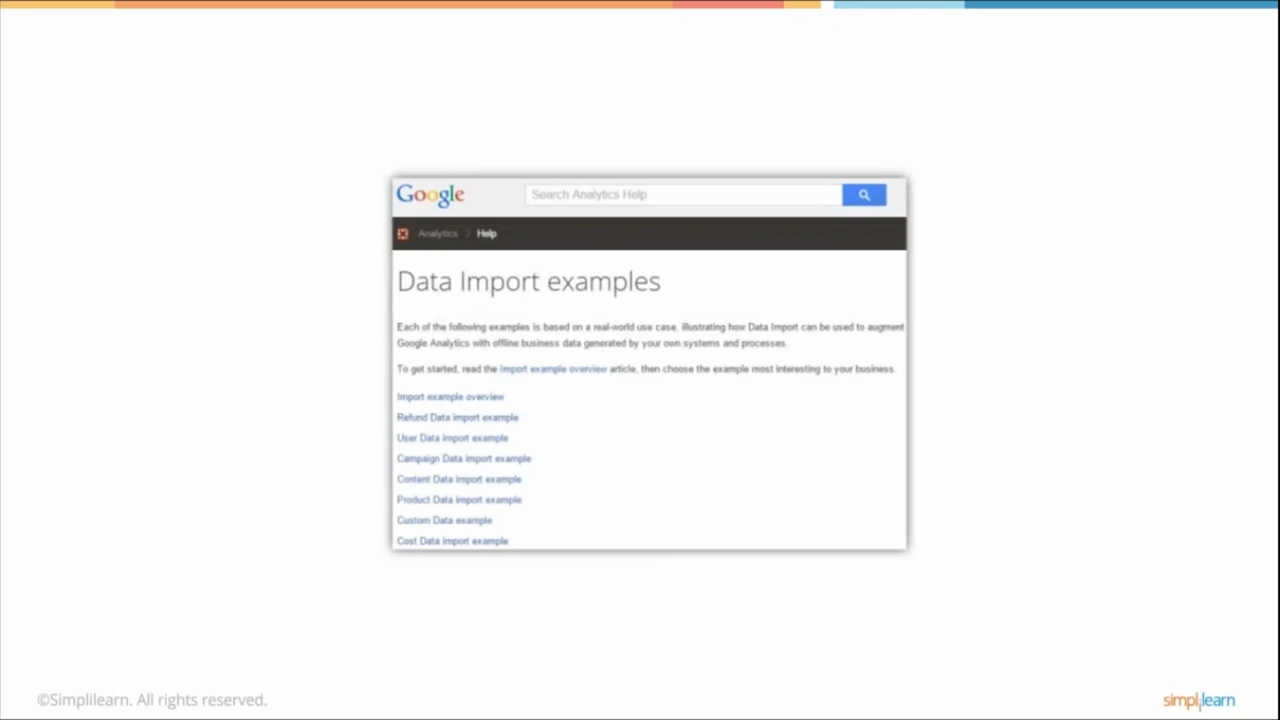 Google
Search Analytics Help
Analytics > Help
Data Import examples
Each of the following examples is based on a real-world use case, illustrating how Data Import can be used to augment
Google Analytics with offline business data generated by your own systems and processes.
To get started, read the Import example overview article, then choose the example most interesting to your business.
Import example overview
Refund Data import example
User Data import example
Campaign Data import example
Content Data import example
Product Data import example
Custom Data example
Cost Data import example
©Simplilearn. All rights reserved.
simplilearn